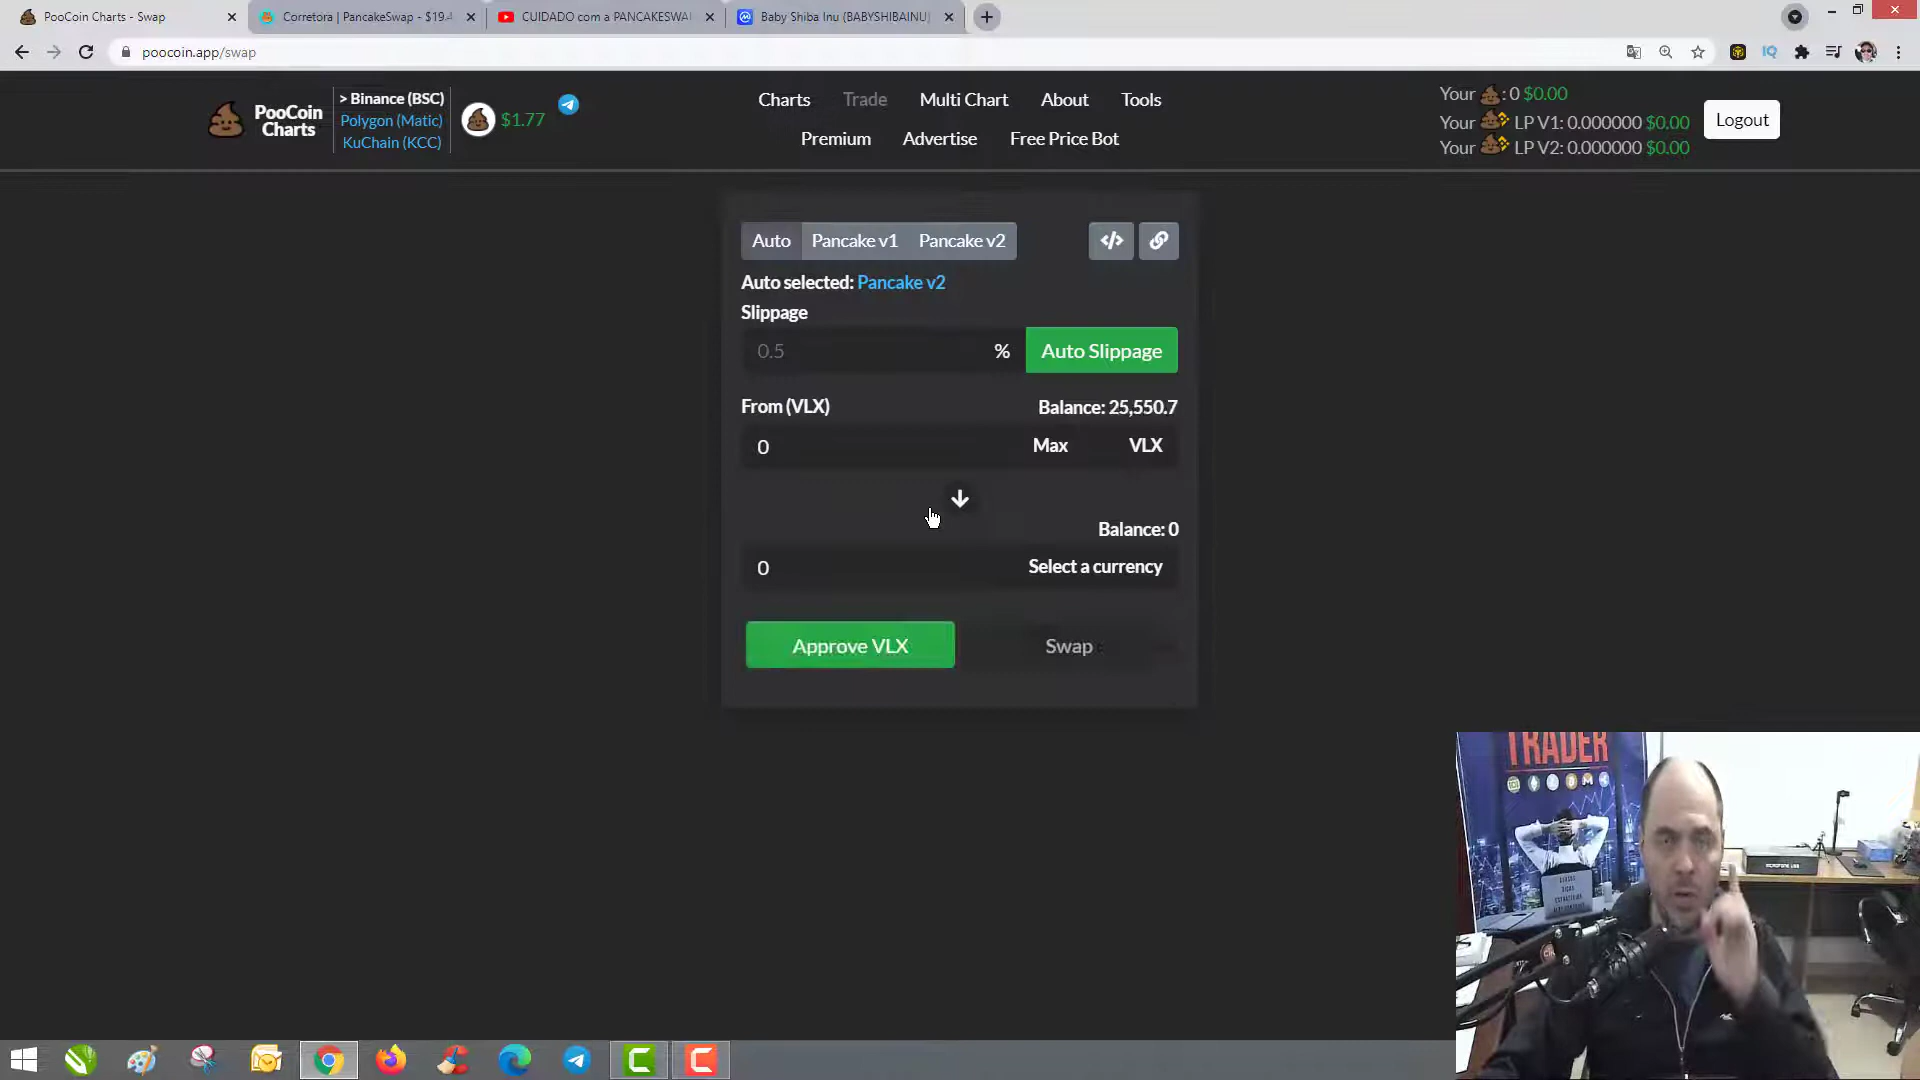 PooCoin Charts - Swap
Corretora | PancakeSwap - $19.4
CUIDADO com a PANCAKESWA
Baby Shiba Inu (BABYSHIBAINU)
poocoin.app/swap
PooCoin
Charts
> Binance (BSC)
Polygon (Matic)
KuChain (KCC)
$1.77
Charts Trade Multi Chart About Tools
Premium Advertise Free Price Bot
Your : 0 $0.00
Your LP V1: 0.000000 $0.00
Your LP V2: 0.000000 $0.00
Logout
Auto Pancake v1 Pancake v2
Auto selected: Pancake v2
Slippage
0.5 % Auto Slippage
From (VLX) Balance: 25,550.7
0 Max VLX
Balance: 0
0 Select a currency
Approve VLX Swap
TRADER
IQ